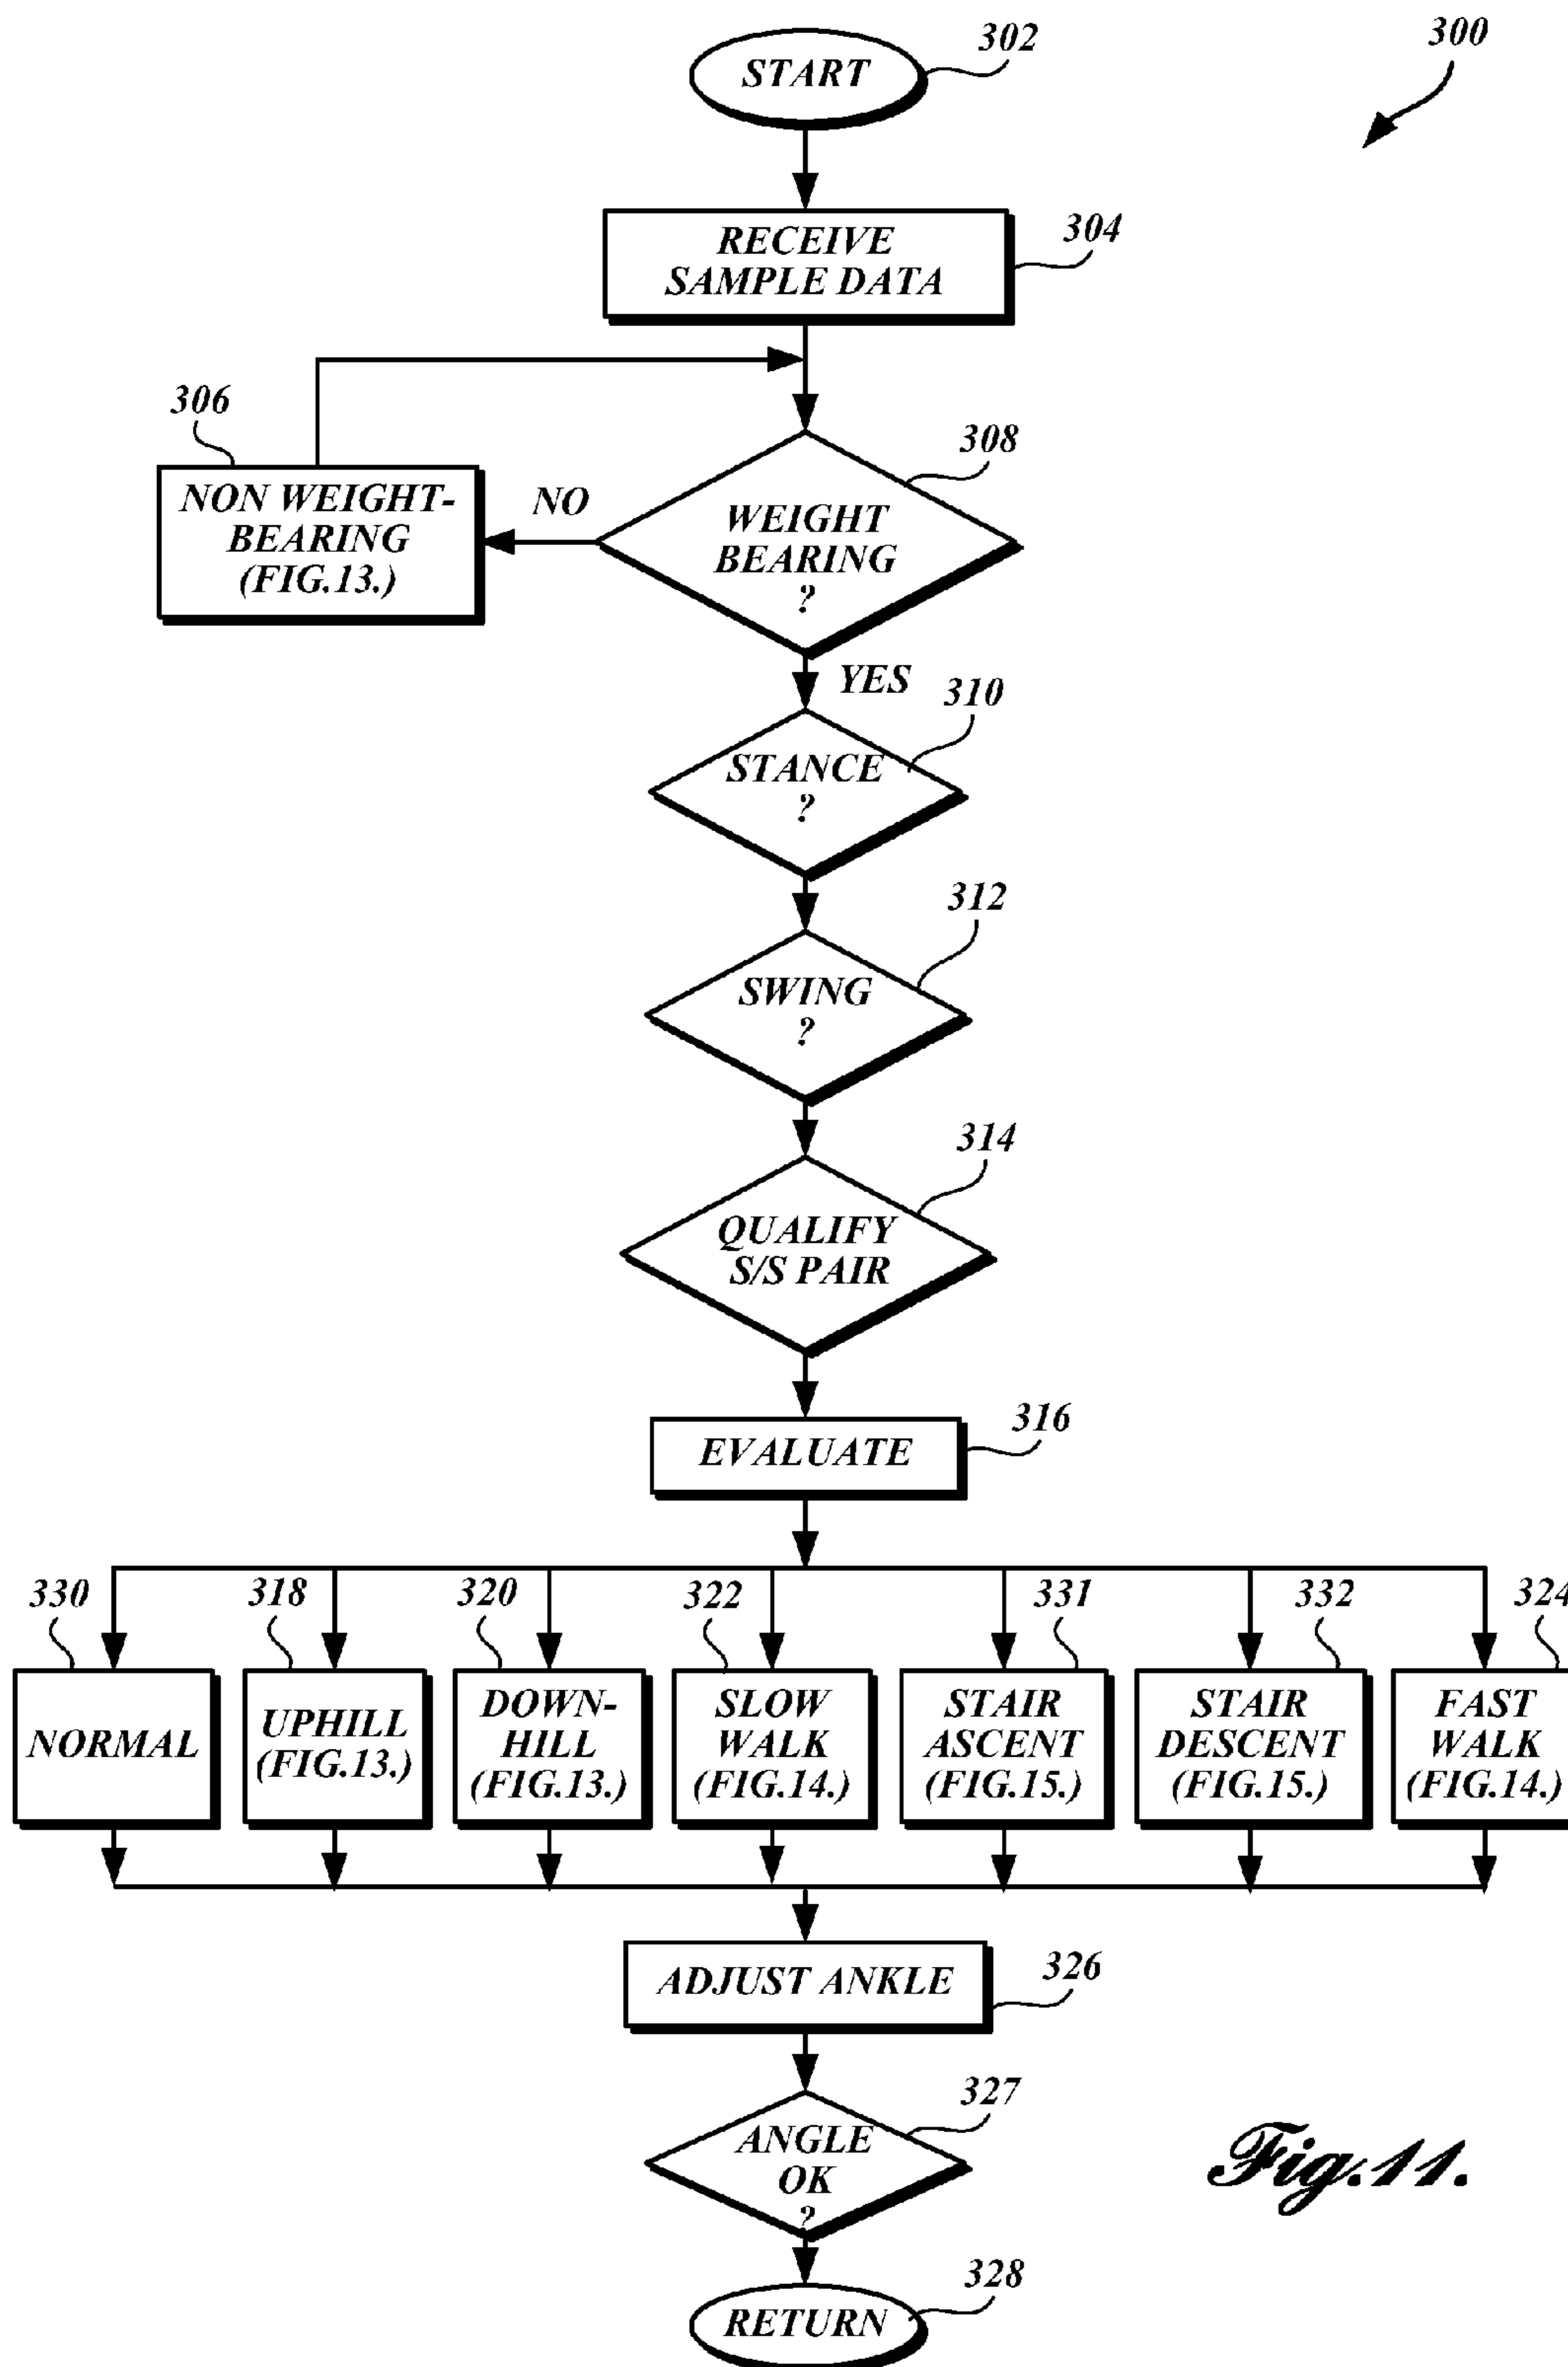 302
300
START
304
RECEIVE
SAMPLE DATA
306
308
NON WEIGHT-
BEARING
(FIG.13.)
NO
WEIGHT
BEARING
?
YES
310
STANCE
?
312
SWING
?
314
QUALIFY
S/S PAIR
316
EVALUATE
330
318
320
322
331
332
324
NORMAL
UPHILL
(FIG.13.)
DOWN-
HILL
(FIG.13.)
SLOW
WALK
(FIG.14.)
STAIR
ASCENT
(FIG.15.)
STAIR
DESCENT
(FIG.15.)
FAST
WALK
(FIG.14.)
326
ADJUST ANKLE
327
ANGLE
OK
?
Fig.11.
328
RETURN